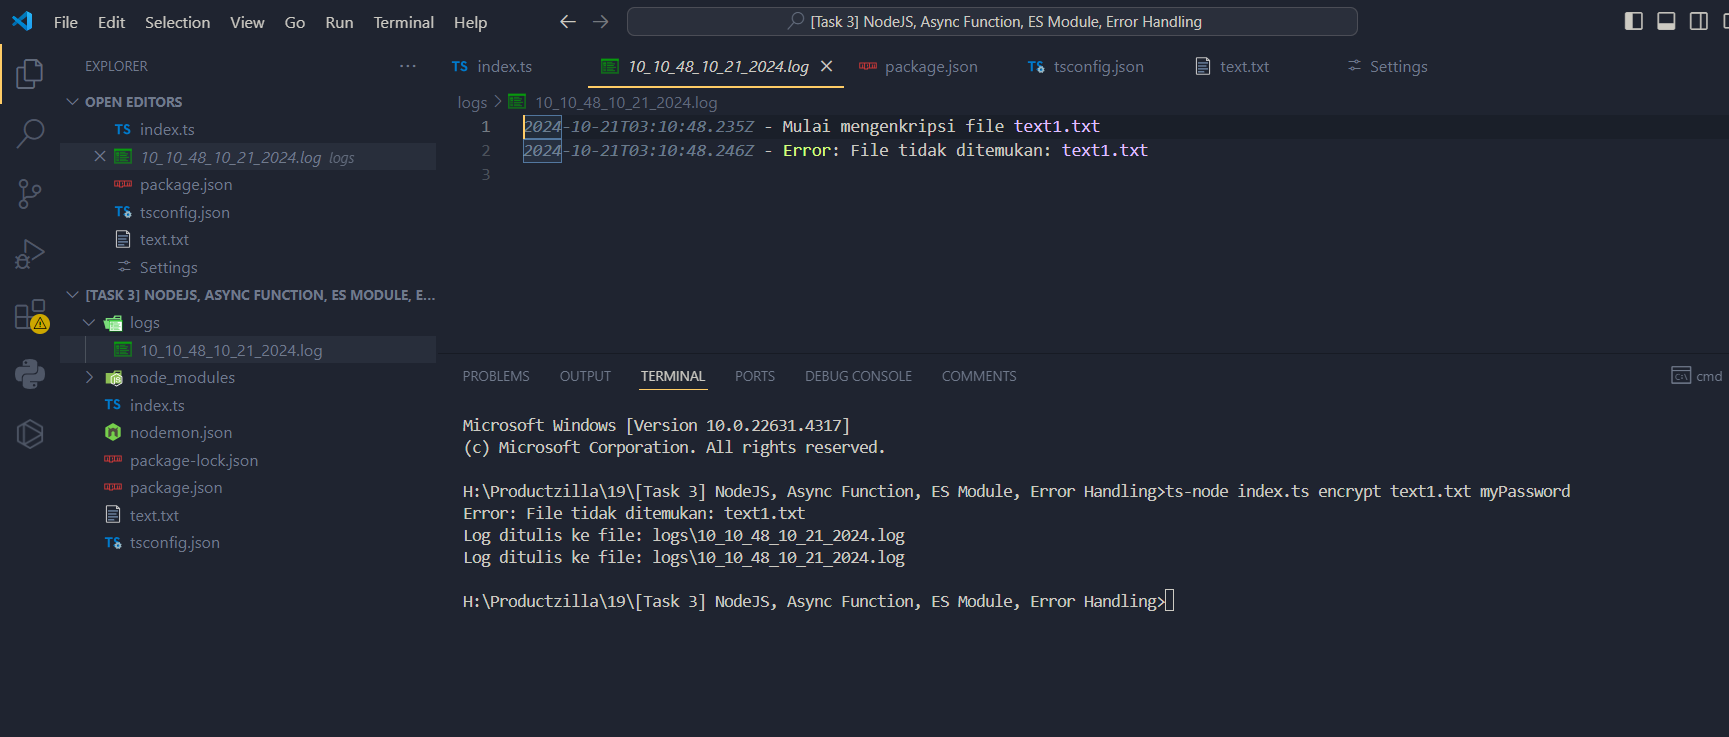 File Edit Selection View Go Run Terminal Help
[Task 3] NodeJS, Async Function, ES Module, Error Handling
EXPLORER
OPEN EDITORS
TS index.ts
10_10_48_10_21_2024.log logs
package.json
TS tsconfig.json
text.txt
Settings
[TASK 3] NODEJS, ASYNC FUNCTION, ES MODULE, E...
logs
10_10_48_10_21_2024.log
node_modules
TS index.ts
nodemon.json
package-lock.json
package.json
text.txt
TS tsconfig.json
TS index.ts 10_10_48_10_21_2024.log package.json TS tsconfig.json text.txt Settings
logs > 10_10_48_10_21_2024.log
1 2024-10-21T03:10:48.235Z - Mulai mengenkripsi file text1.txt
2 2024-10-21T03:10:48.246Z - Error: File tidak ditemukan: text1.txt
3
PROBLEMS OUTPUT TERMINAL PORTS DEBUG CONSOLE COMMENTS
cmd
Microsoft Windows [Version 10.0.22631.4317]
(c) Microsoft Corporation. All rights reserved.
H:\Productzilla\19\[Task 3] NodeJS, Async Function, ES Module, Error Handling>ts-node index.ts encrypt text1.txt myPassword
Error: File tidak ditemukan: text1.txt
Log ditulis ke file: logs\10_10_48_10_21_2024.log
Log ditulis ke file: logs\10_10_48_10_21_2024.log
H:\Productzilla\19\[Task 3] NodeJS, Async Function, ES Module, Error Handling>